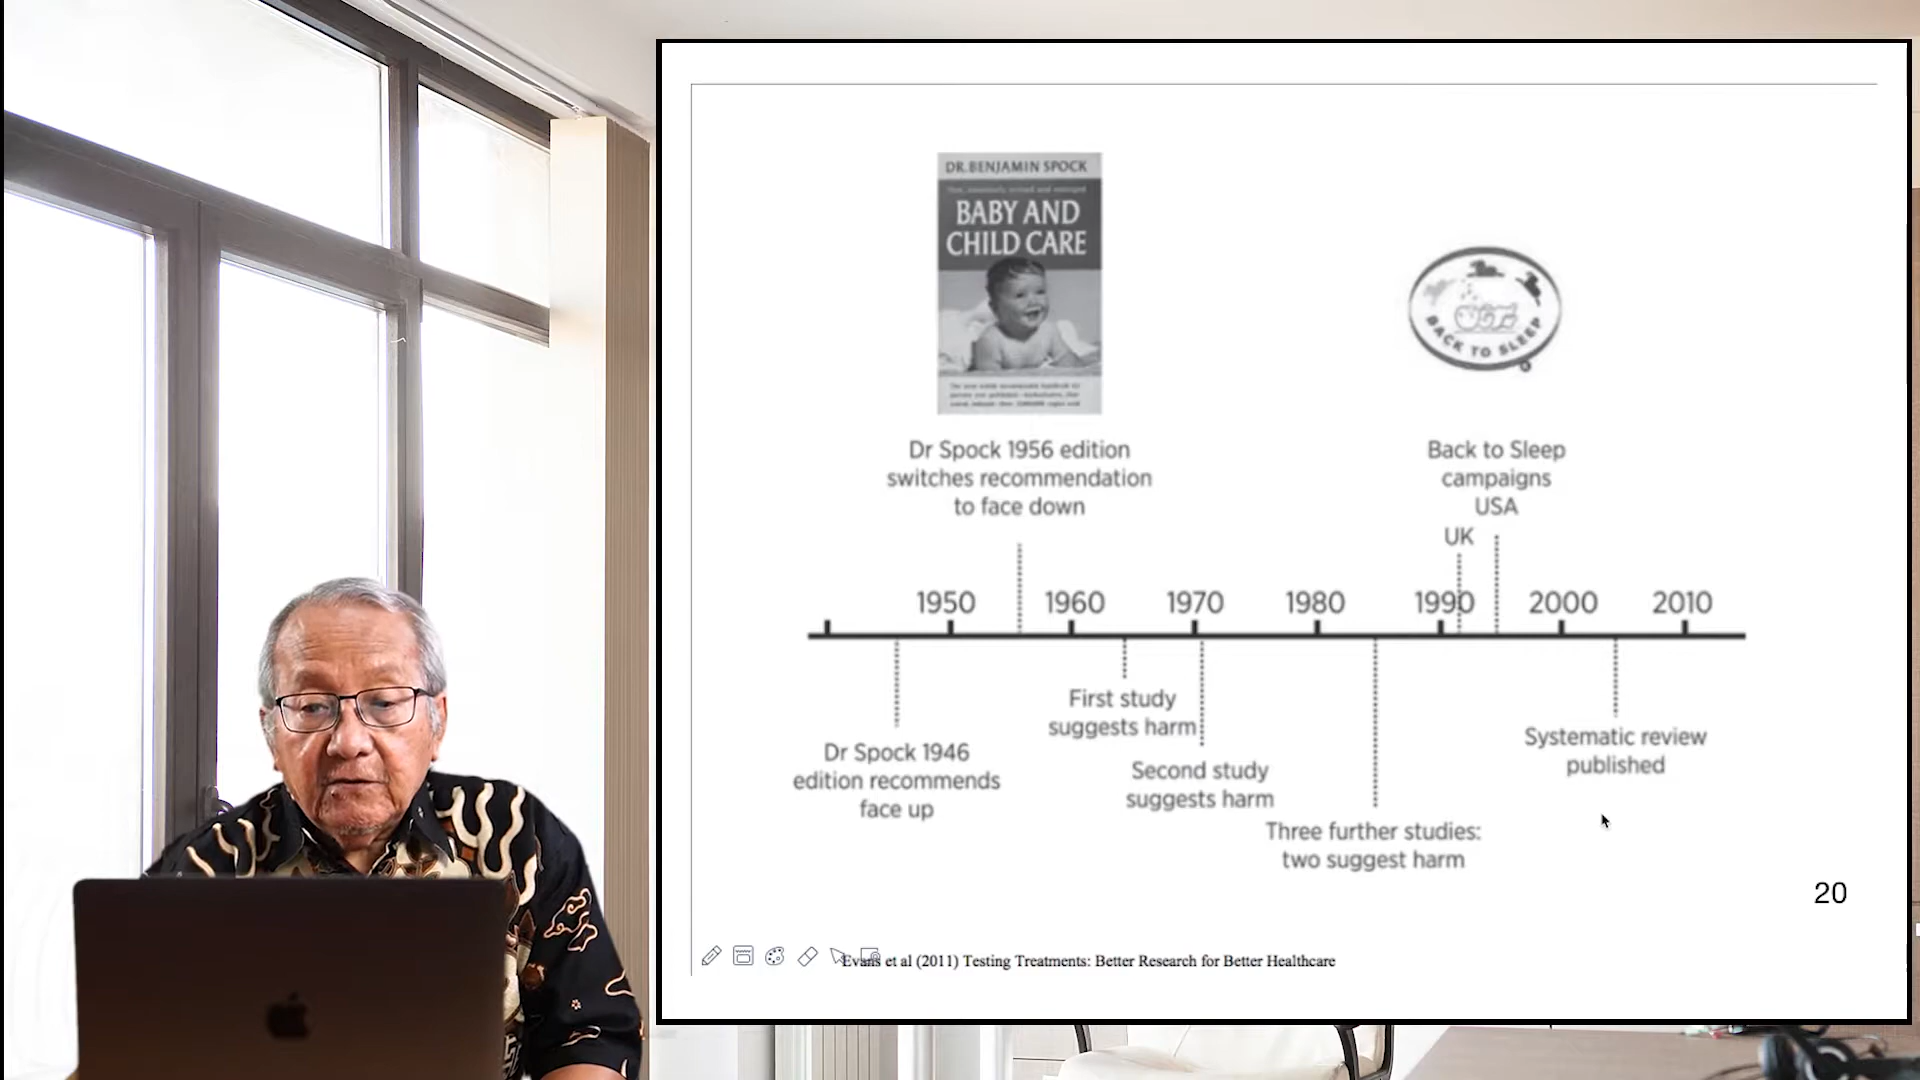 DR. BENJAMIN SPOCK
BABY AND
CHILD CARE
BACK TO SLEEP
Dr Spock 1956 edition
switches recommendation
to face down
Back to Sleep
campaigns
USA
UK
1950 1960 1970 1980 1990 2000 2010
First study
suggests harm
Dr Spock 1946
edition recommends
face up
Second study
suggests harm
Systematic review
published
Three further studies:
two suggest harm
20
Evans et al (2011) Testing Treatments: Better Research for Better Healthcare